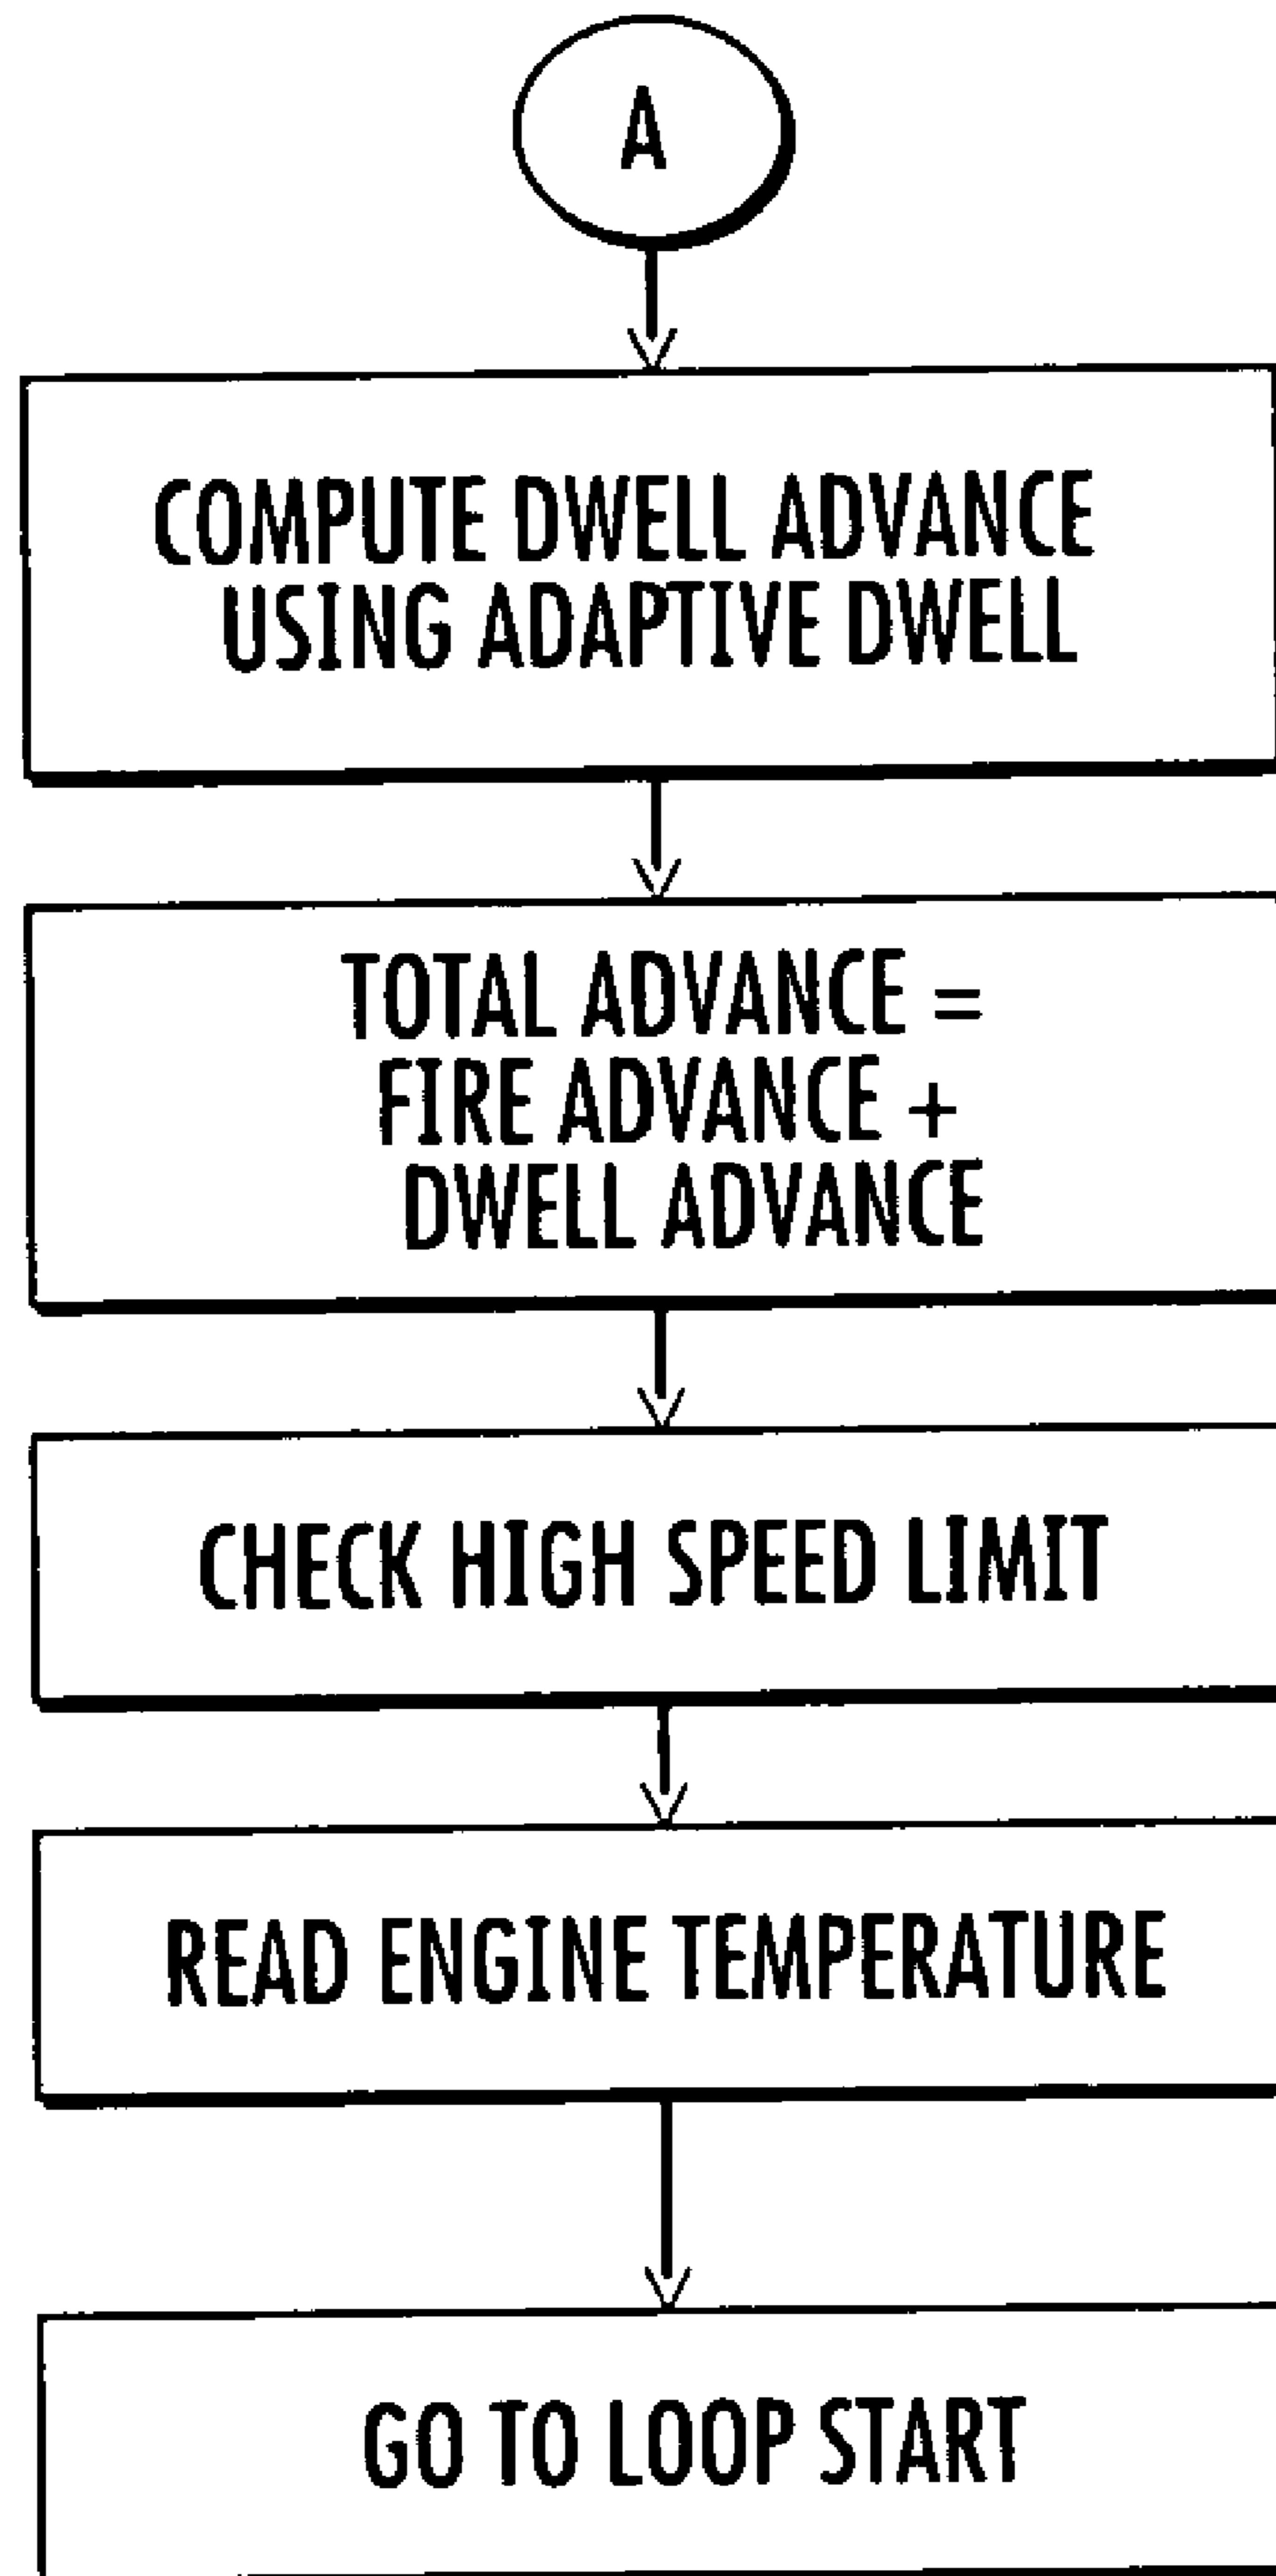 A
COMPUTE DWELL ADVANCE
USING ADAPTIVE DWELL
TOTAL ADVANCE =
FIRE ADVANCE +
DWELL ADVANCE
CHECK HIGH SPEED LIMIT
READ ENGINE TEMPERATURE
GO TO LOOP START